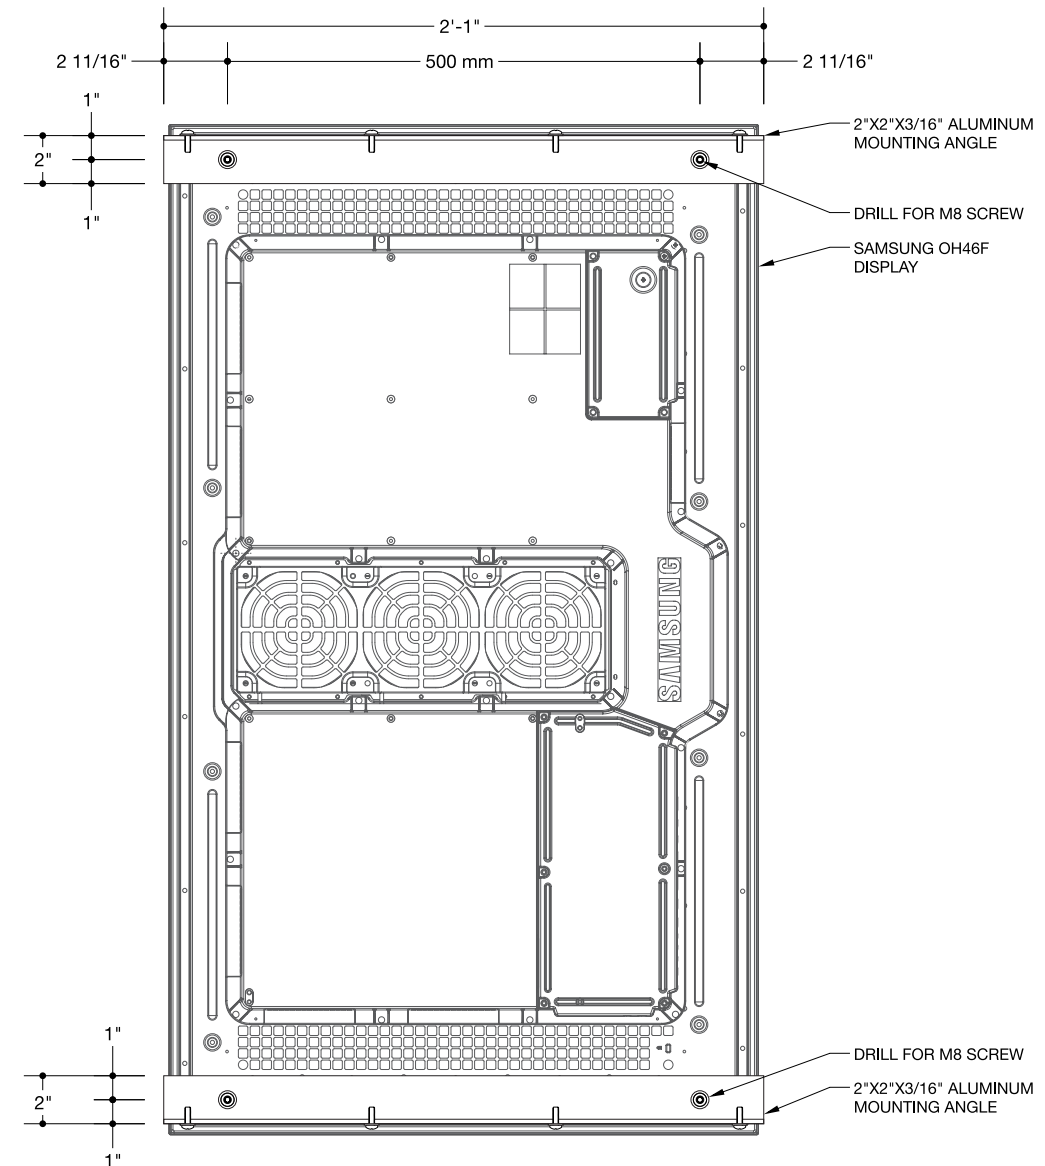 2'-1"
2 11/16"
500 mm
2 11/16"
1"
2"
1"
2"X2"X3/16" ALUMINUM
MOUNTING ANGLE
DRILL FOR M8 SCREW
SAMSUNG OH46F
DISPLAY
SAMSUNG
1"
2"
1"
DRILL FOR M8 SCREW
2"X2"X3/16" ALUMINUM
MOUNTING ANGLE